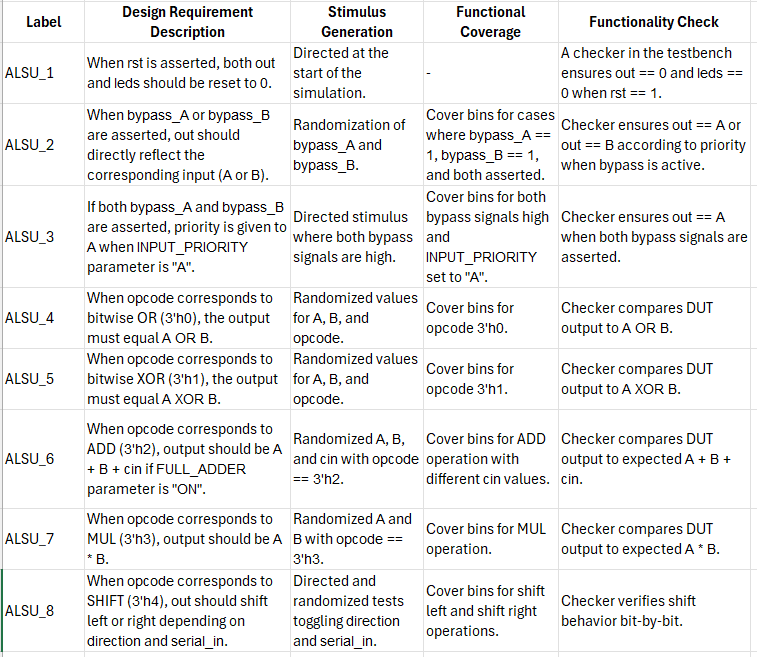 Label
Design Requirement
Description
Stimulus
Generation
Functional
Coverage
Functionality Check
ALSU_1
When rst is asserted, both out
and leds should be reset to 0.
Directed at the
start of the
simulation.
-
A checker in the testbench
ensures out == 0 and leds ==
0 when rst == 1.
ALSU_2
When bypass_A or bypass_B
are asserted, out should
directly reflect the
corresponding input (A or B).
Randomization of
bypass_A and
bypass_B.
Cover bins for cases
where bypass_A ==
1, bypass_B == 1,
and both asserted.
Checker ensures out == A or
out == B according to priority
when bypass is active.
ALSU_3
If both bypass_A and bypass_B
are asserted, priority is given to
A when INPUT_PRIORITY
parameter is "A".
Directed stimulus
where both bypass
signals are high.
Cover bins for both
bypass signals high
and
INPUT_PRIORITY
set to "A".
Checker ensures out == A
when both bypass signals are
asserted.
ALSU_4
When opcode corresponds to
bitwise OR (3'h0), the output
must equal A OR B.
Randomized values
for A, B, and
opcode.
Cover bins for
opcode 3'h0.
Checker compares DUT
output to A OR B.
ALSU_5
When opcode corresponds to
bitwise XOR (3'h1), the output
must equal A XOR B.
Randomized values
for A, B, and
opcode.
Cover bins for
opcode 3'h1.
Checker compares DUT
output to A XOR B.
ALSU_6
When opcode corresponds to
ADD (3'h2), output should be A
+ B + cin if FULL_ADDER
parameter is "ON".
Randomized A, B,
and cin with opcode
== 3'h2.
Cover bins for ADD
operation with
different cin values.
Checker compares DUT
output to expected A + B +
cin.
ALSU_7
When opcode corresponds to
MUL (3'h3), output should be A
* B.
Randomized A and
B with opcode ==
3'h3.
Cover bins for MUL
operation.
Checker compares DUT
output to expected A * B.
ALSU_8
When opcode corresponds to
SHIFT (3'h4), out should shift
left or right depending on
direction and serial_in.
Directed and
randomized tests
toggling direction
and serial_in.
Cover bins for shift
left and shift right
operations.
Checker verifies shift
behavior bit-by-bit.